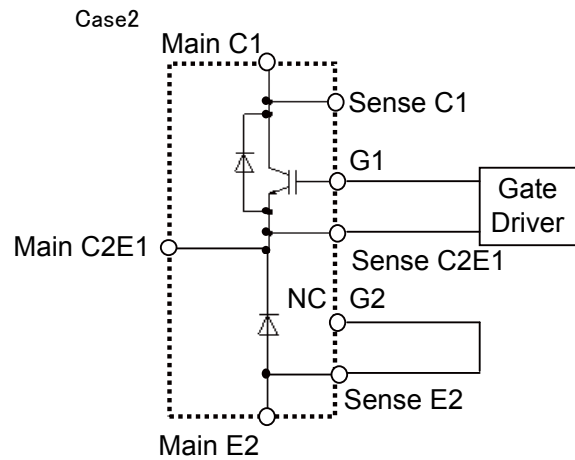 Case2
Main C1
Sense C1
G1
Gate
Driver
Main C2E1
Sense C2E1
NC G2
Sense E2
Main E2